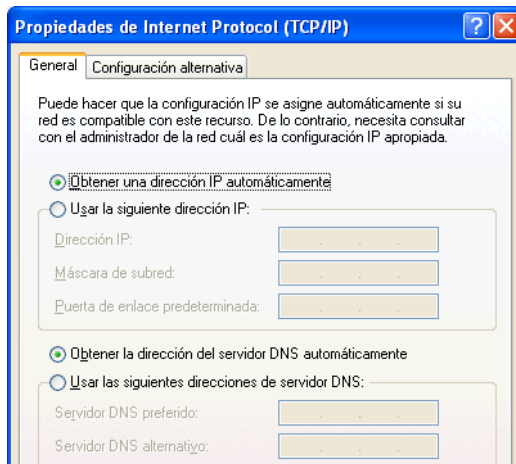 Propiedades de Internet Protocol (TCP/IP)
General
Configuración alternativa
Puede hacer que la configuración IP se asigne automáticamente si su
red es compatible con este recurso. De lo contrario, necesita consultar
con el administrador de la red cuál es la configuración IP apropiada.
Obtener una dirección IP automáticamente
Usar la siguiente dirección IP:
Dirección IP:
Máscara de subred:
Puerta de enlace predeterminada:
Obtener la dirección del servidor DNS automáticamente
Usar las siguientes direcciones de servidor DNS:
Servidor DNS preferido:
Servidor DNS alternativo: